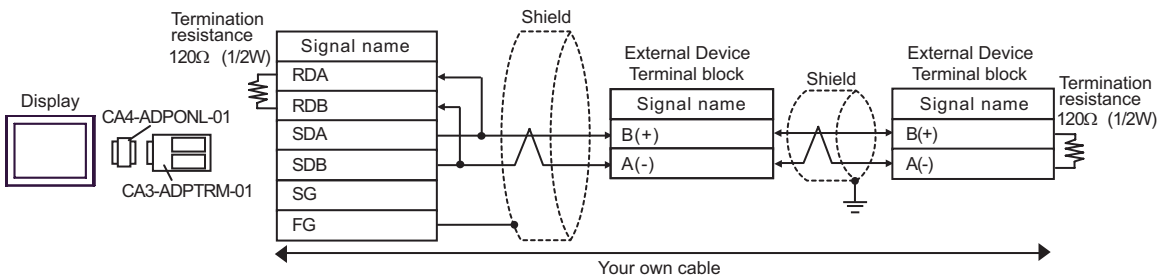 Display
CA4-ADPONL-01
CA3-ADPTRM-01
Termination
resistance
120Ω (1/2W)
Signal name
RDA
RDB
SDA
SDB
SG
FG
Shield
External Device
Terminal block
Signal name
B(+)
A(-)
Shield
External Device
Terminal block
Signal name
B(+)
A(-)
Termination
resistance
120Ω (1/2W)
Your own cable